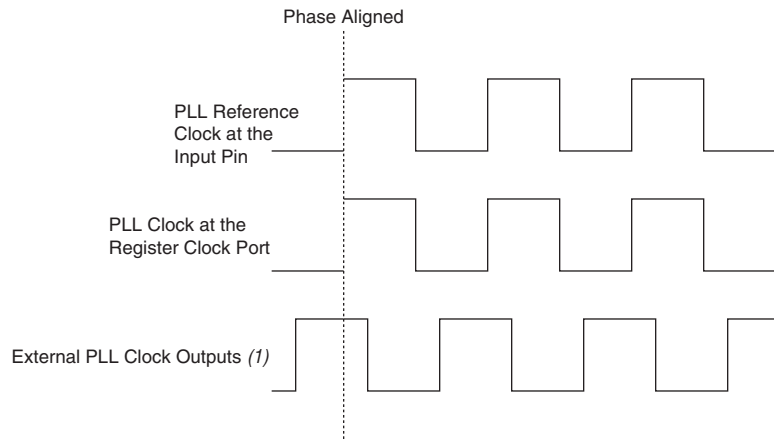 Phase Aligned
PLL Reference
Clock at the
Input Pin
PLL Clock at the
Register Clock Port
External PLL Clock Outputs (1)